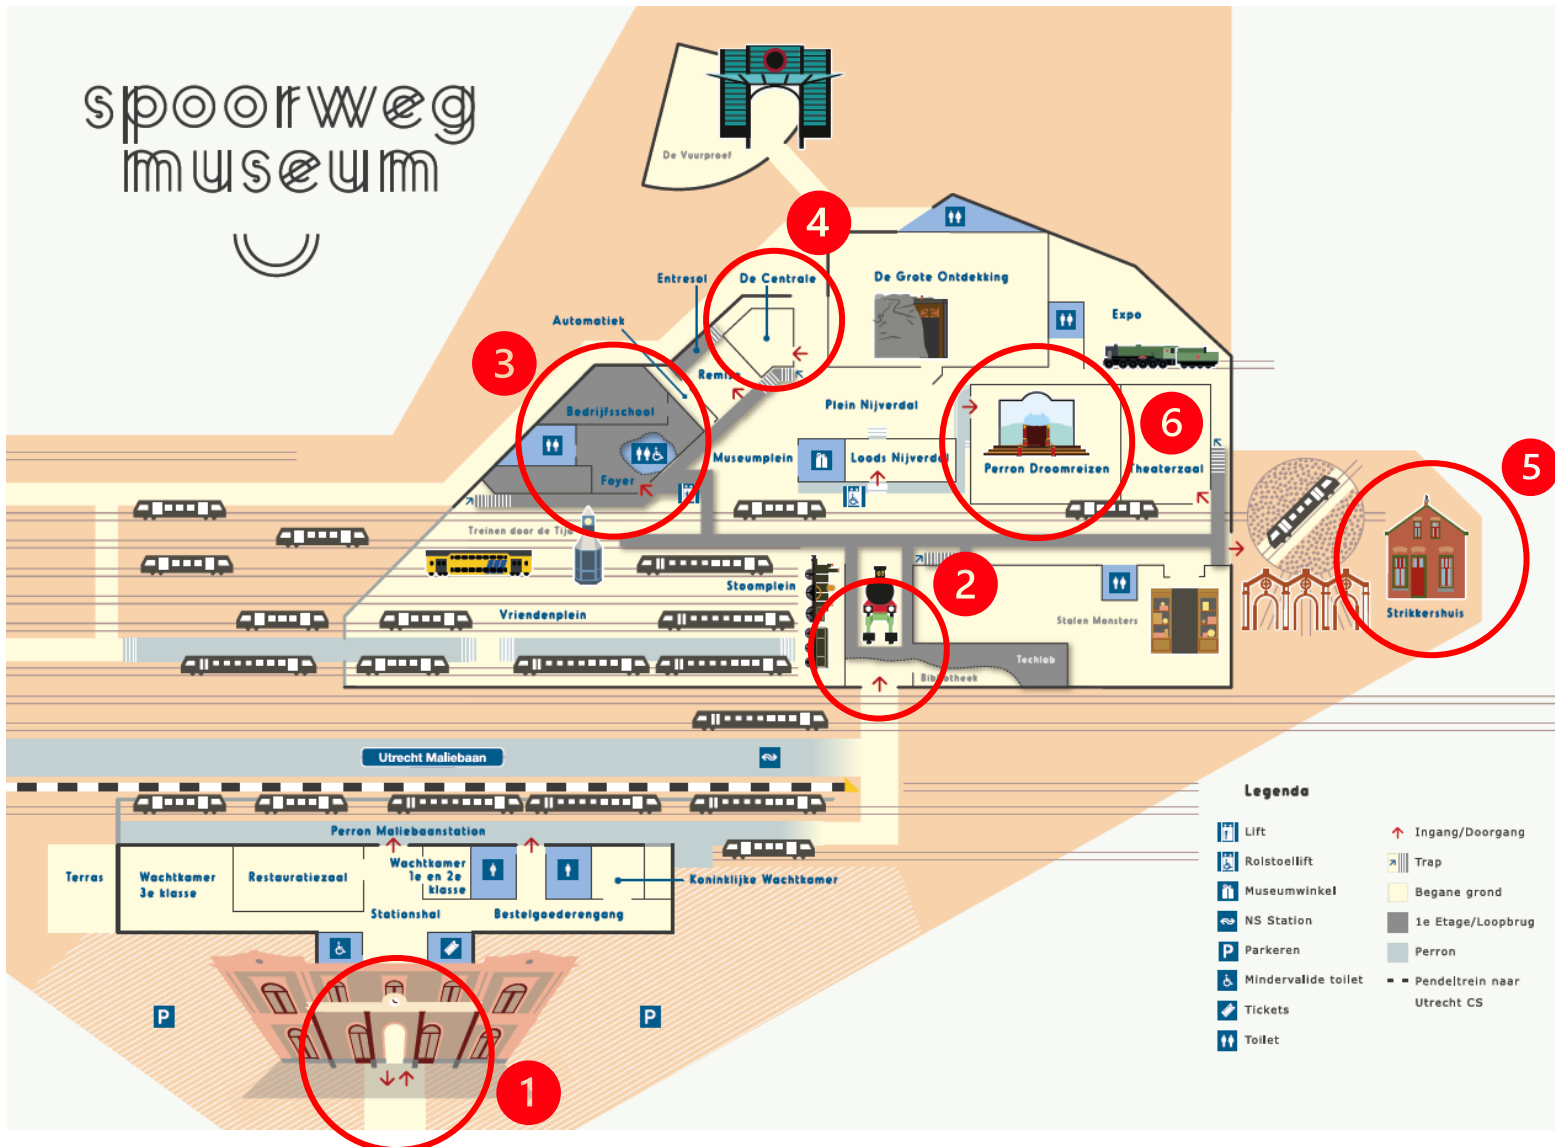 spoorweg
museum
De Vuurproef
4
Entresol
De Centrale
De Grote Ontdekking
Automatiek
Expo
3
Remise
6
Bedrijfsschool
Plein Nijverdal
Museumplein
Loods Nijverdal
Perron Droomreizen
Theaterzaal
5
Foyer
Treinen door de Tijd
2
Stoomplein
Vriendenplein
Stalen Monsters
Strikkershuis
Techlab
Bibliotheek
Utrecht Maliebaan
Perron Maliebaanstation
Terras
Wachtkamer
3e klasse
Restauratiezaal
Wachtkamer
1e en 2e
klasse
Koninklijke Wachtkamer
Stationshal
Bestelgoederengang
P
P
1
Legenda
Lift
Rolstoellift
Museumwinkel
NS Station
P Parkeren
Mindervalide toilet
Tickets
Toilet
Ingang/Doorgang
Trap
Begane grond
1e Etage/Loopbrug
Perron
Pendeltrein naar
Utrecht CS